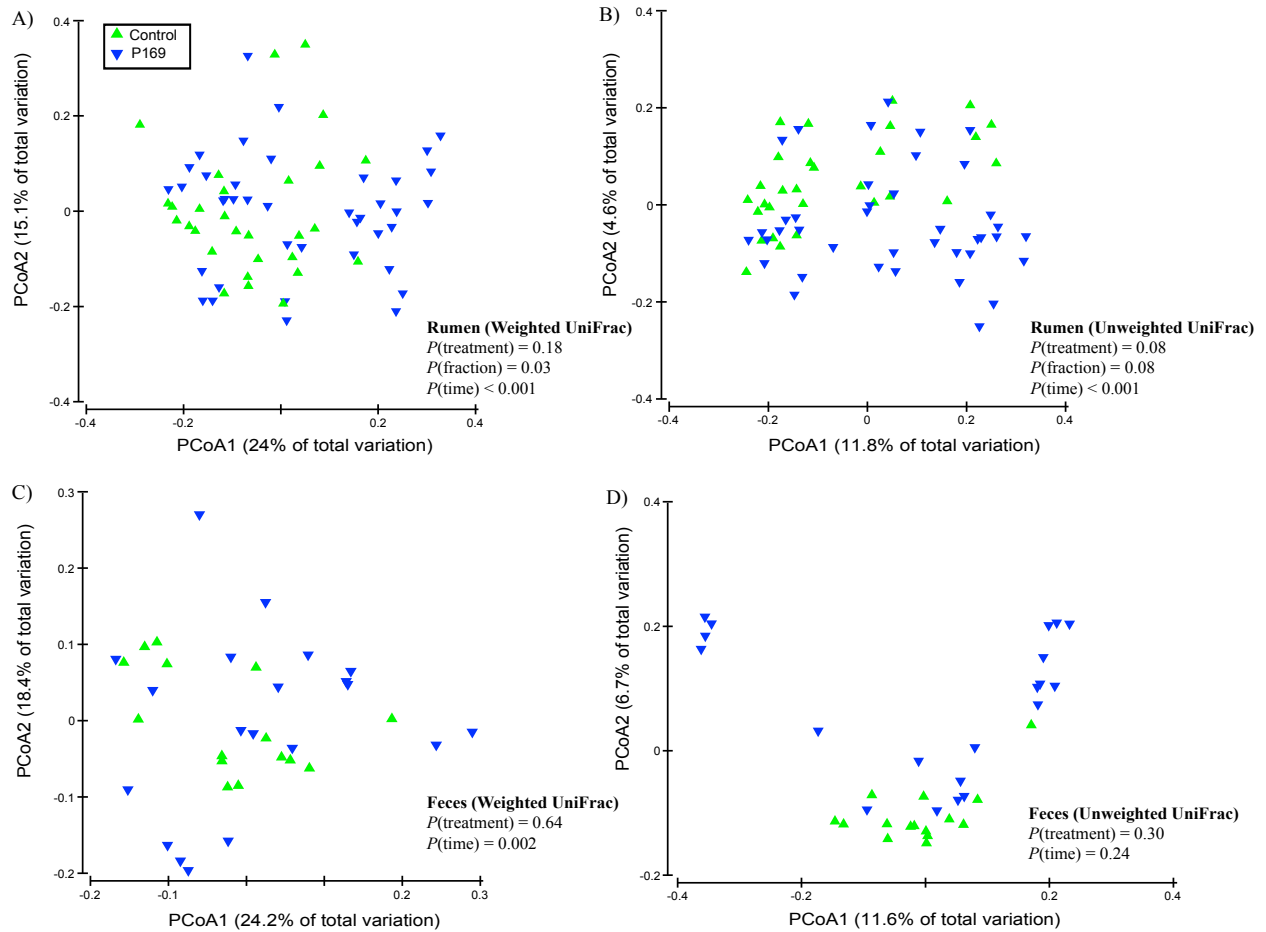 A)
0.4
0.2
0
-0.2
-0.4
PCoA2 (15.1% of total variation)
Control
P169
-0.4
-0.2
0
0.2
0.4
PCoA1 (24% of total variation)
Rumen (Weighted UniFrac)
P(treatment) = 0.18
P(fraction) = 0.03
P(time) < 0.001
B)
0.4
0.2
0
-0.2
-0.4
PCoA2 (4.6% of total variation)
-0.4
-0.2
0
0.2
0.4
PCoA1 (11.8% of total variation)
Rumen (Unweighted UniFrac)
P(treatment) = 0.08
P(fraction) = 0.08
P(time) < 0.001
C)
0.3
0.2
0.1
0
-0.1
-0.2
PCoA2 (18.4% of total variation)
-0.2
-0.1
0.2
0.3
PCoA1 (24.2% of total variation)
Feces (Weighted UniFrac)
P(treatment) = 0.64
P(time) = 0.002
D)
0.4
0.2
0
-0.2
PCoA2 (6.7% of total variation)
-0.4
-0.2
0
0.2
0.4
PCoA1 (11.6% of total variation)
Feces (Unweighted UniFrac)
P(treatment) = 0.30
P(time) = 0.24